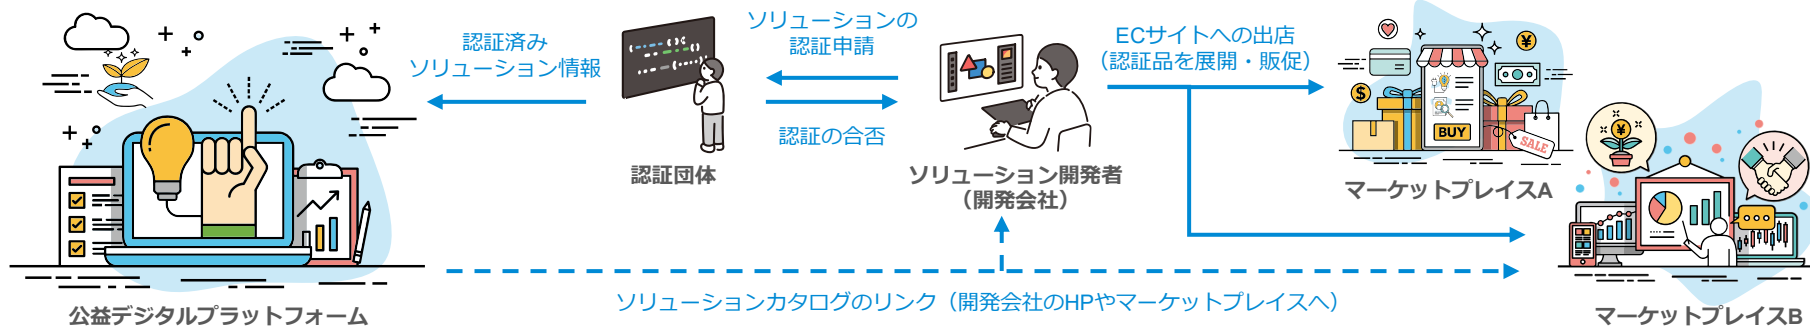 認証済み
ソリューション情報
ソリューションの
認証申請
認証の合否
ECサイトへの出店
(認証品を展開・販促)
BUY
SALE
認証団体
ソリューション開発者
(開発会社)
マーケットプレイスA
ソリューションカタログのリンク(開発会社のHPやマーケットプレイスへ)
公益デジタルプラットフォーム
マーケットプレイスB